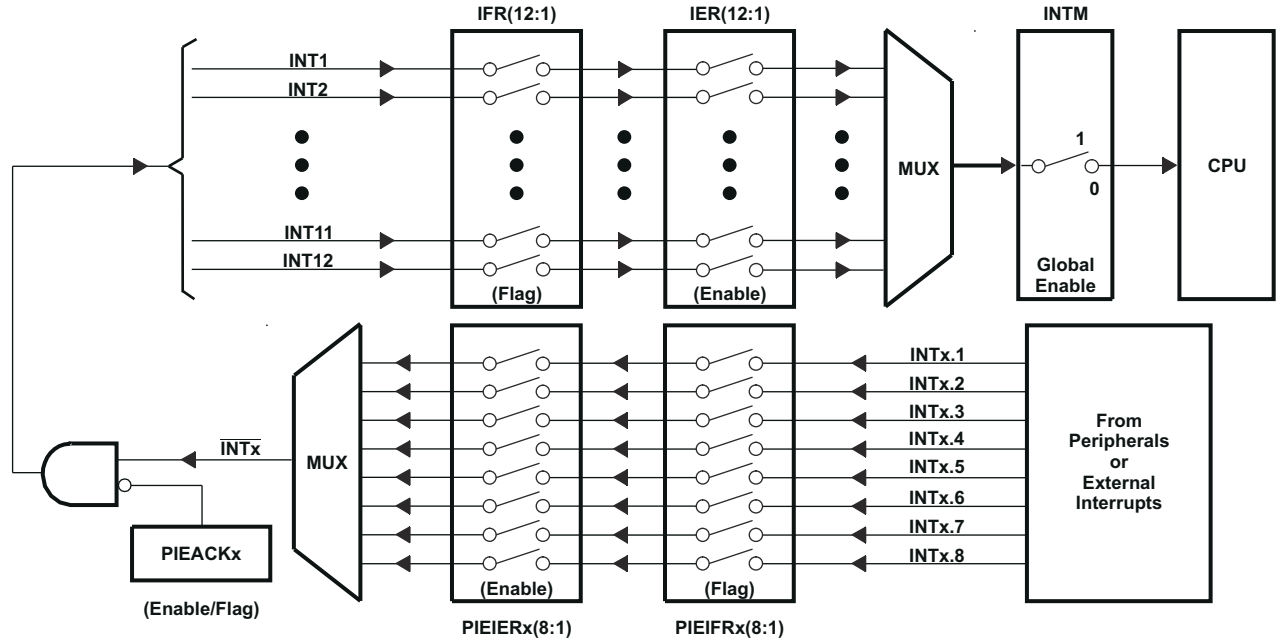 IFR(12:1)
IER(12:1)
INTM
INT1
INT2
1
MUX
CPU
0
INT11
INT12
(Flag)
(Enable)
Global
Enable
INTx.1
INTx.2
INTx.3
INTx.4
INTx.5
INTx.6
INTx.7
INTx.8
From
Peripherals
or
External
Interrupts
INTx
MUX
PIEACKx
(Enable/Flag)
(Enable)
(Flag)
PIEIERx(8:1)
PIEIFRx(8:1)